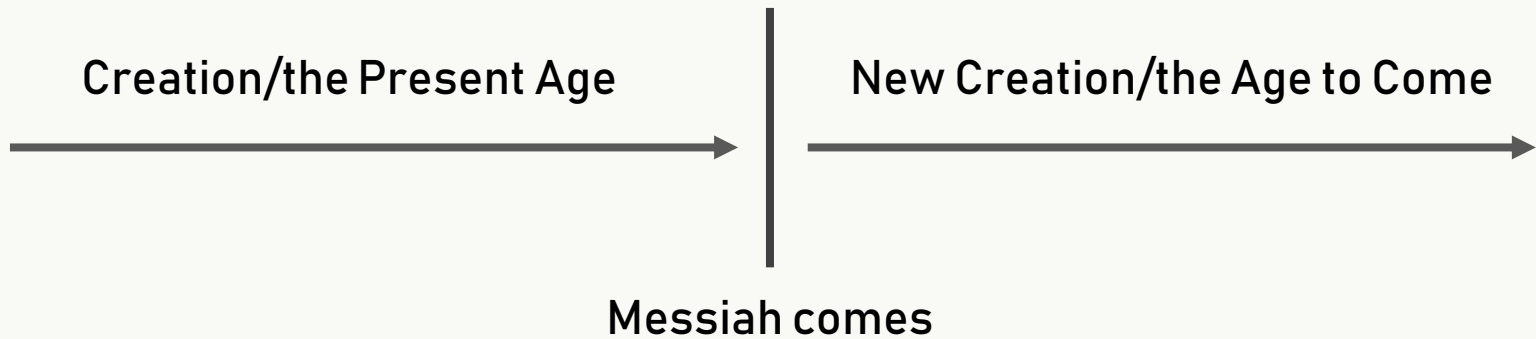 Creation/the Present Age
New Creation/the Age to Come
Messiah comes